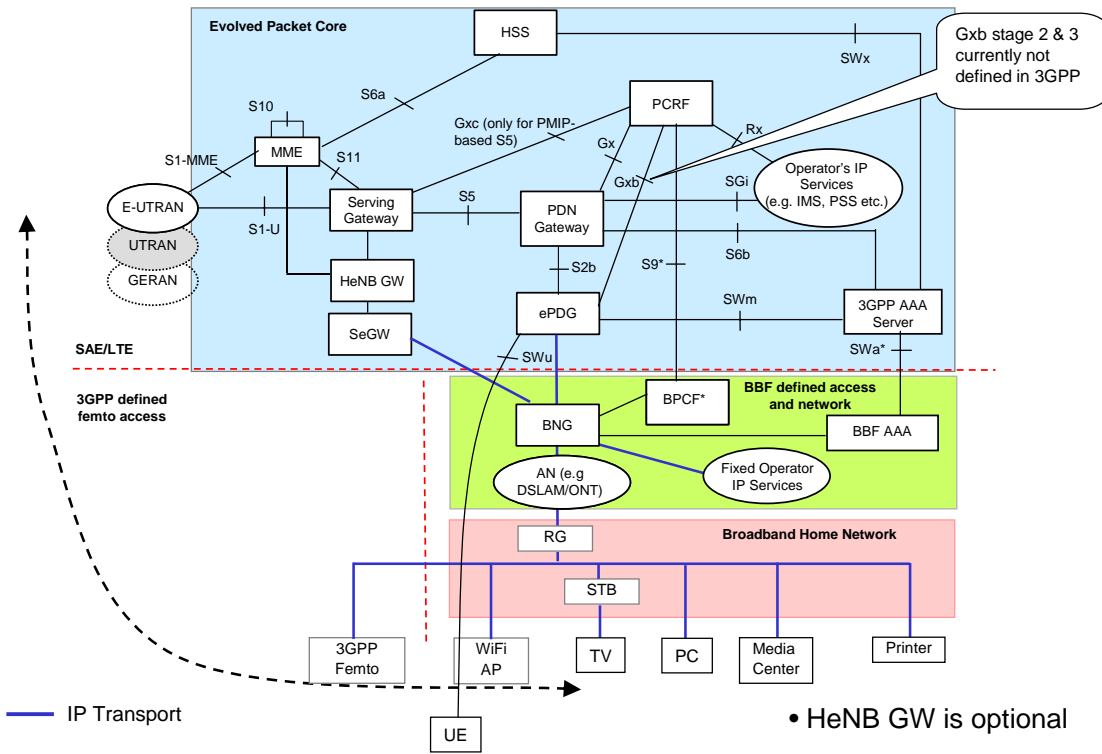 Evolved Packet Core
HSS
SWx
Gxb stage 2 & 3
currently not
defined in 3GPP
S6a
S10
PCRF
Gxc (only for PMIP-
based S5)
Rx
MME
S1-MME
S11
Gx
Gxb
Operator's IP
Services
(e.g. IMS, PSS etc.)
SGi
E-UTRAN
S1-U
Serving
Gateway
S5
PDN
Gateway
UTRAN
GERAN
HeNB GW
S2b
S9*
S6b
SeGW
ePDG
SWm
3GPP AAA
Server
SAE/LTE
SWu
SWa*
3GPP defined
femto access
BBF defined access
and network
BPCF*
BNG
BBF AAA
AN (e.g
DSLAM/ONT)
Fixed Operator
IP Services
RG
Broadband Home Network
STB
3GPP
Femto
WiFi
AP
TV
PC
Media
Center
Printer
IP Transport
UE
• HeNB GW is optional